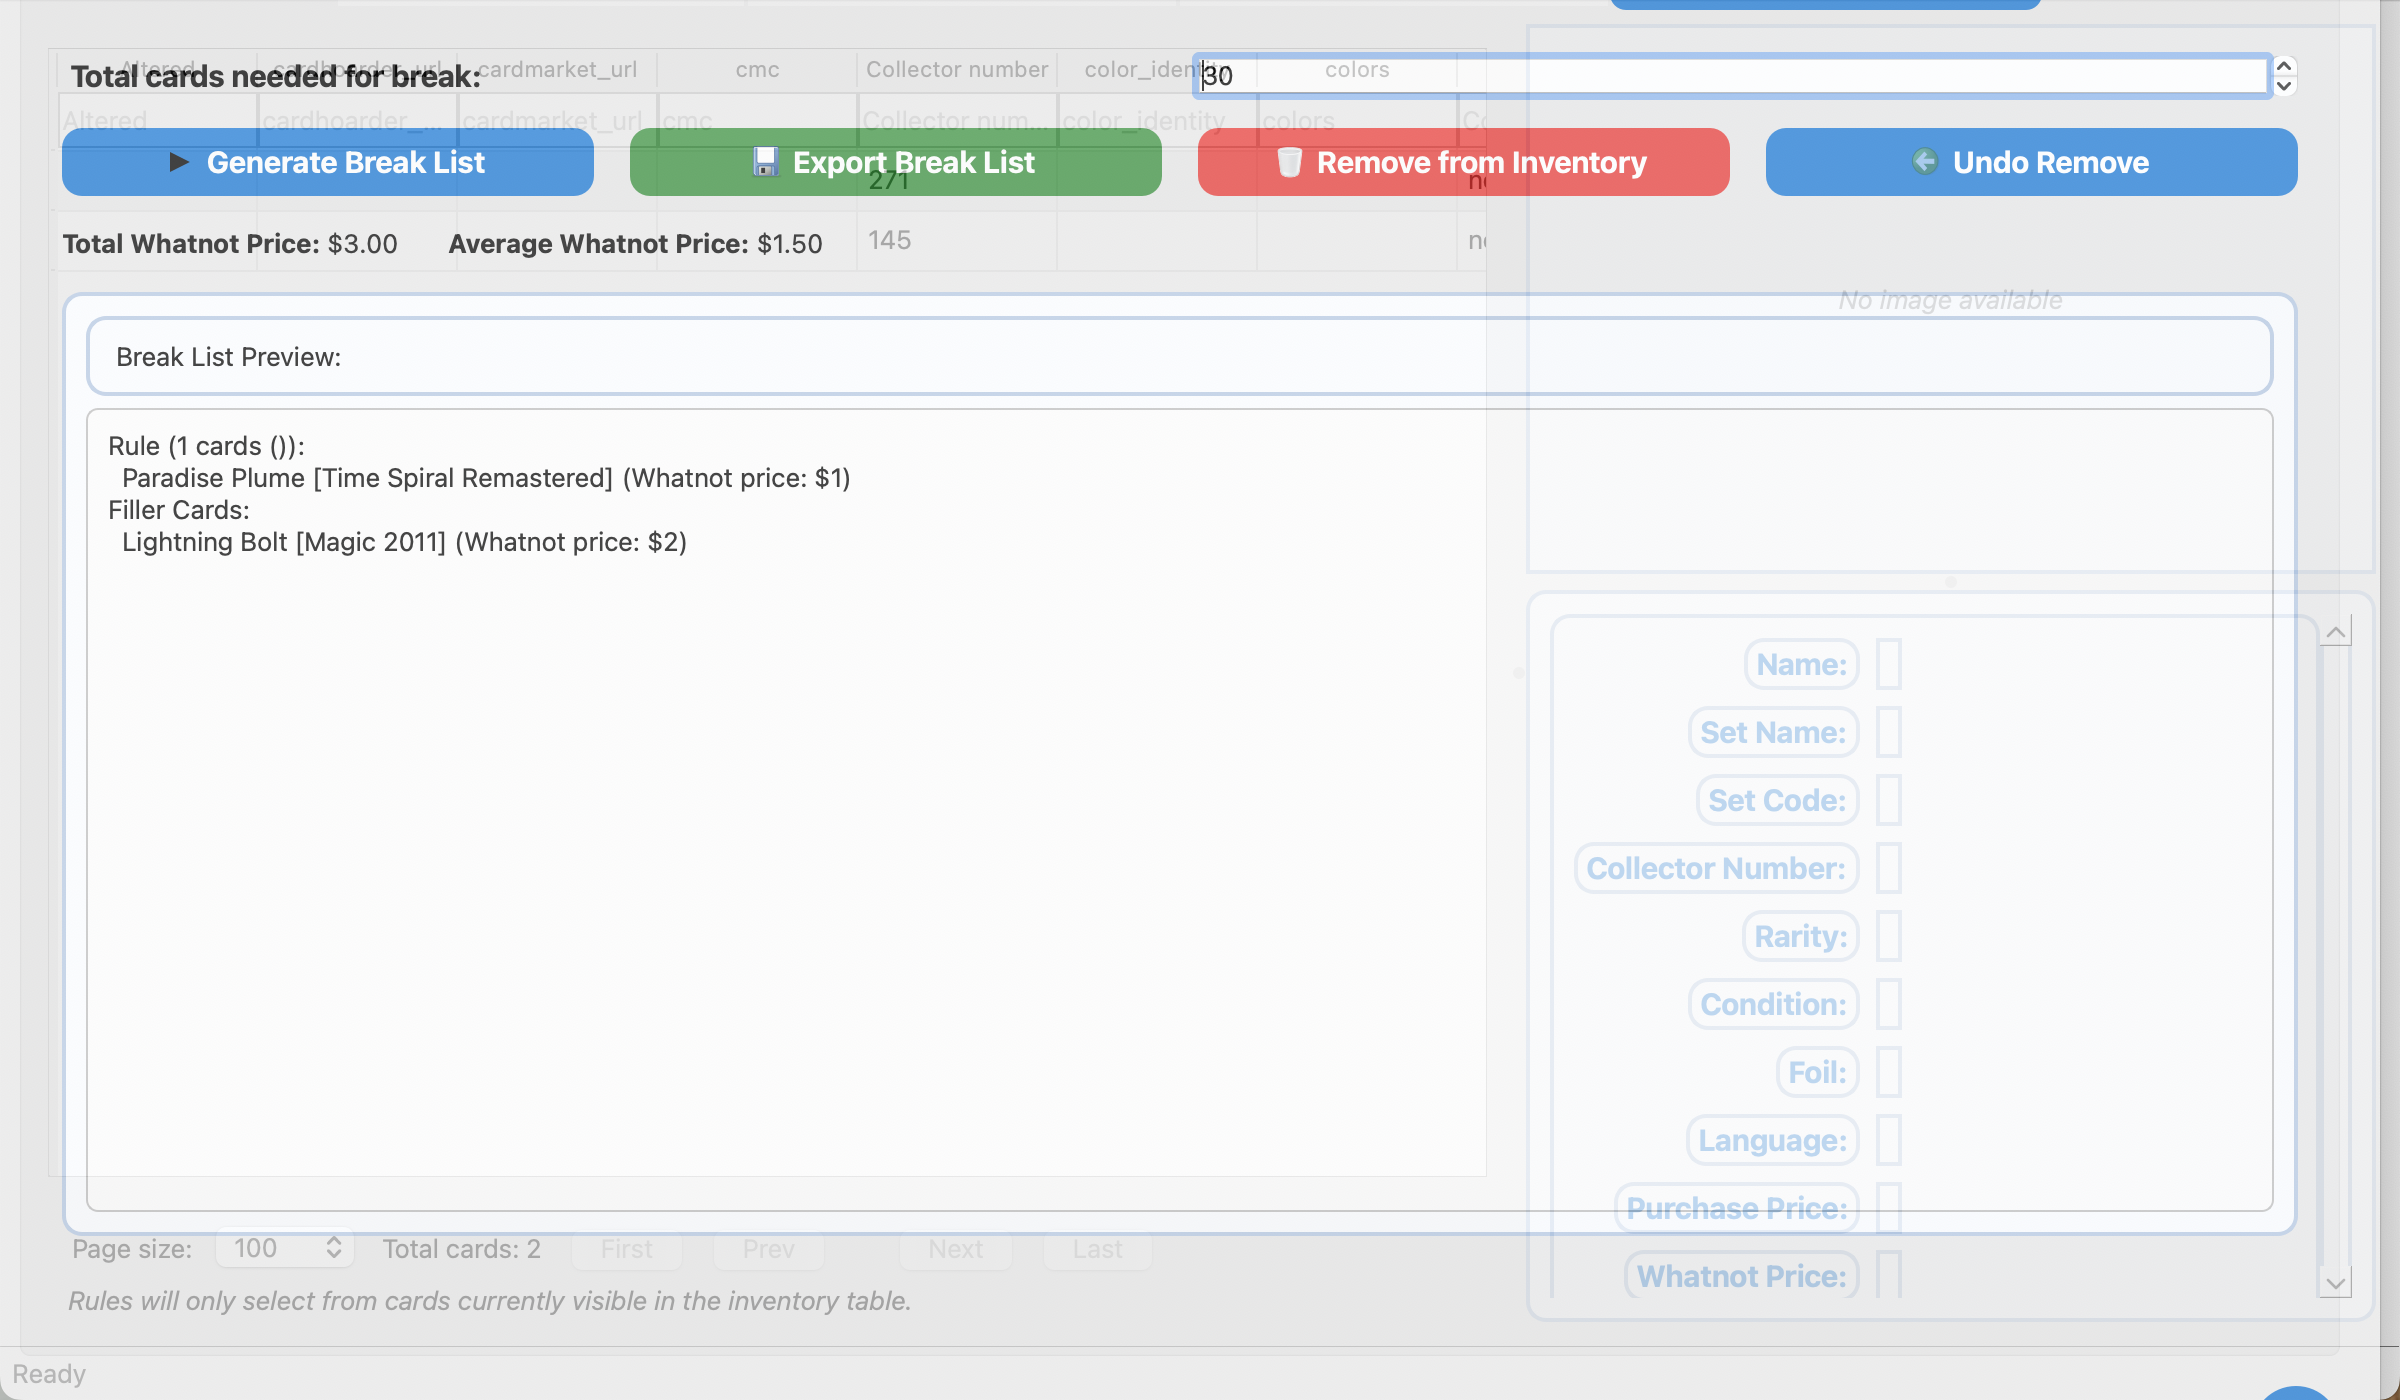 Altered cardhoarder_url cardmarket_url cmc Collector number color_identity colors
Total cards needed for break: 30
Altered cardhoarder_... cardmarket_url cmc Collector num... color_identity colors
Generate Break List Export Break List Remove from Inventory Undo Remove
271
Total Whatnot Price: $3.00 Average Whatnot Price: $1.50
145
No image available
Break List Preview:
Rule (1 cards ()):
Paradise Plume [Time Spiral Remastered] (Whatnot price: $1)
Filler Cards:
Lightning Bolt [Magic 2011] (Whatnot price: $2)
Name:
Set Name:
Set Code:
Collector Number:
Rarity:
Condition:
Foil:
Language:
Purchase Price:
Whatnot Price:
Page size: 100 Total cards: 2 First Prev Next Last
Rules will only select from cards currently visible in the inventory table.
Ready